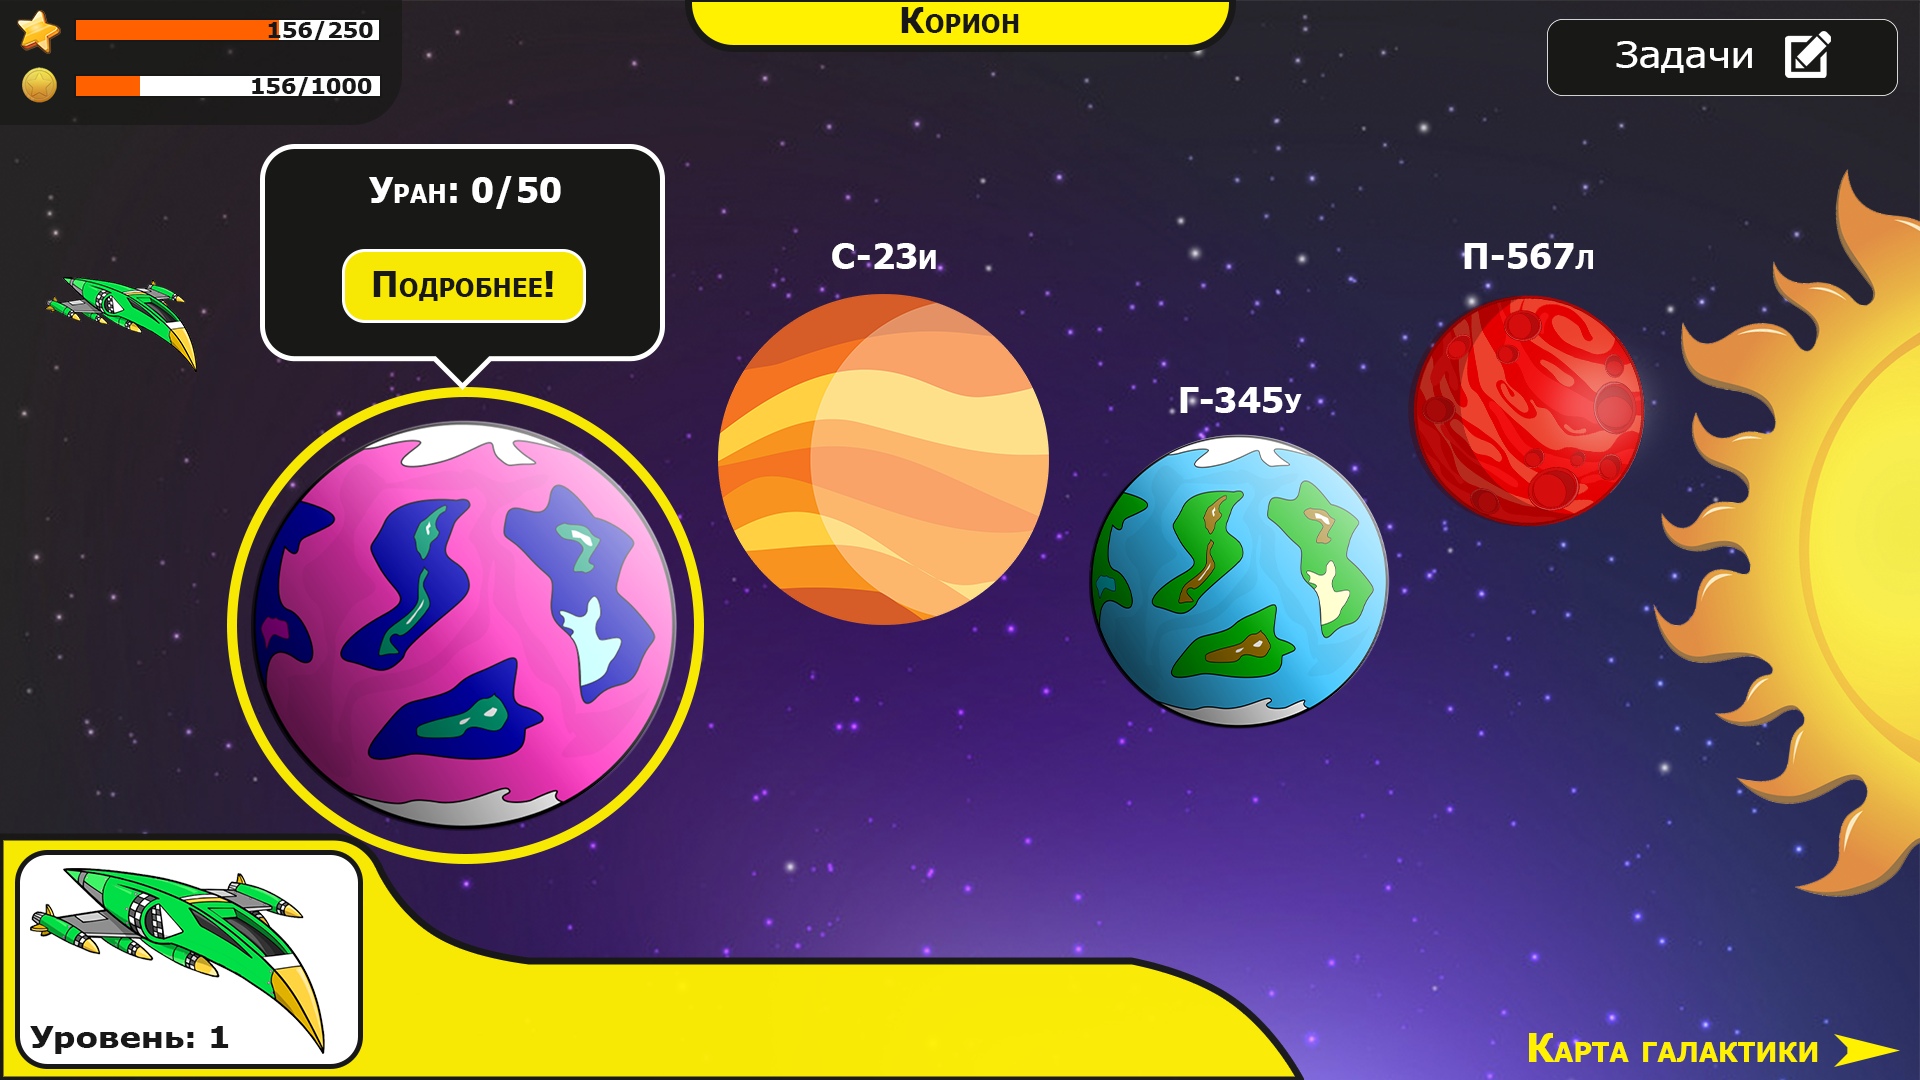 156/250
156/1000
Корион
Задачи
Уран: 0/50
Подробнее!
С-23и
П-567л
Г-345у
Уровень: 1
Карта галактики